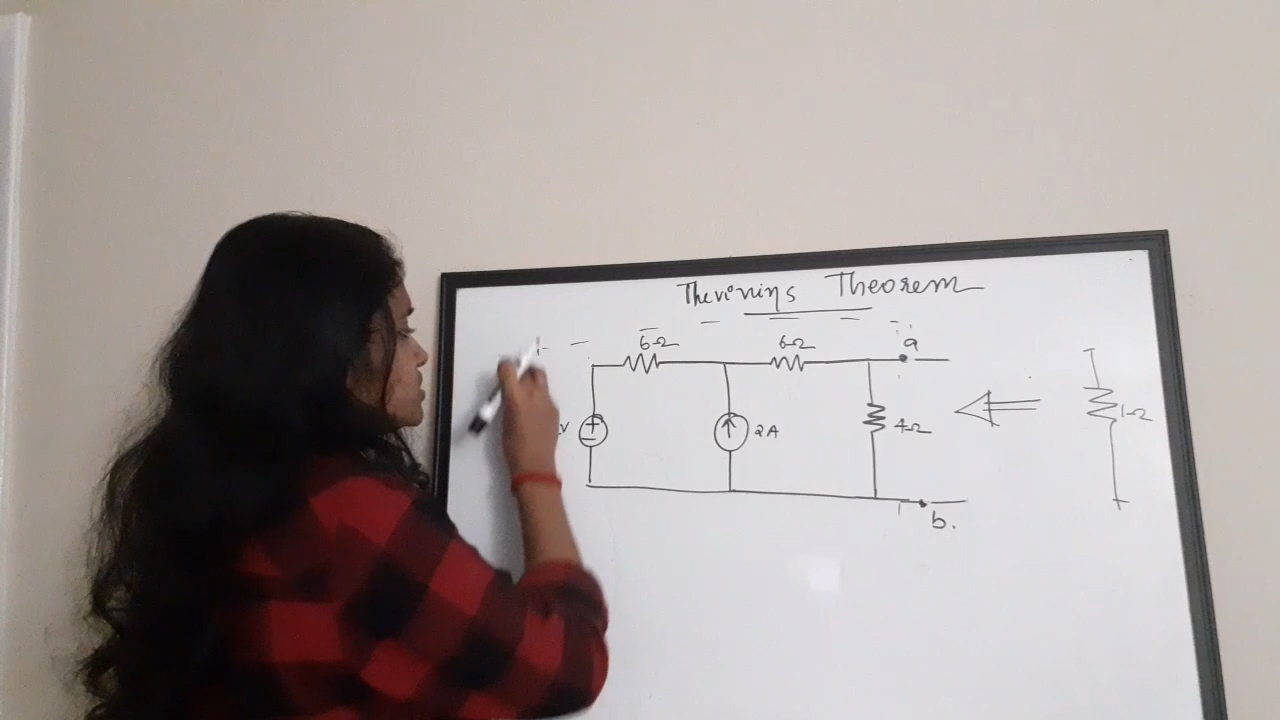 Thevinins Theorem
6Ω 6Ω a
V 2A 4Ω 1Ω
b.